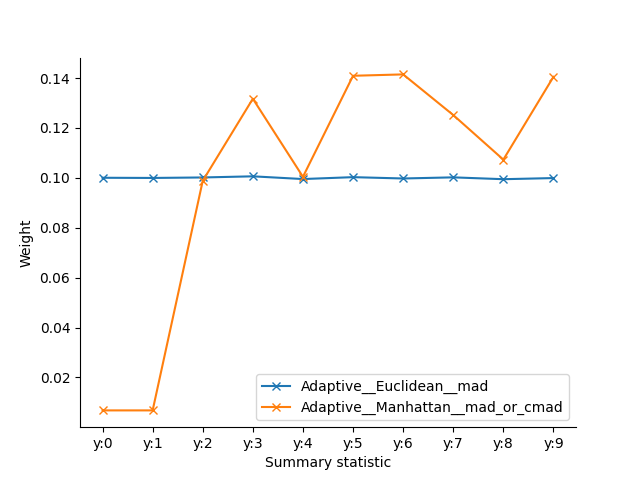 0.14
0.12
0.10
0.08
0.06
0.04
0.02
Weight
Adaptive__Euclidean__mad
Adaptive__Manhattan__mad_or_cmad
y:0 y:1 y:2 y:3 y:4 y:5 y:6 y:7 y:8 y:9
Summary statistic